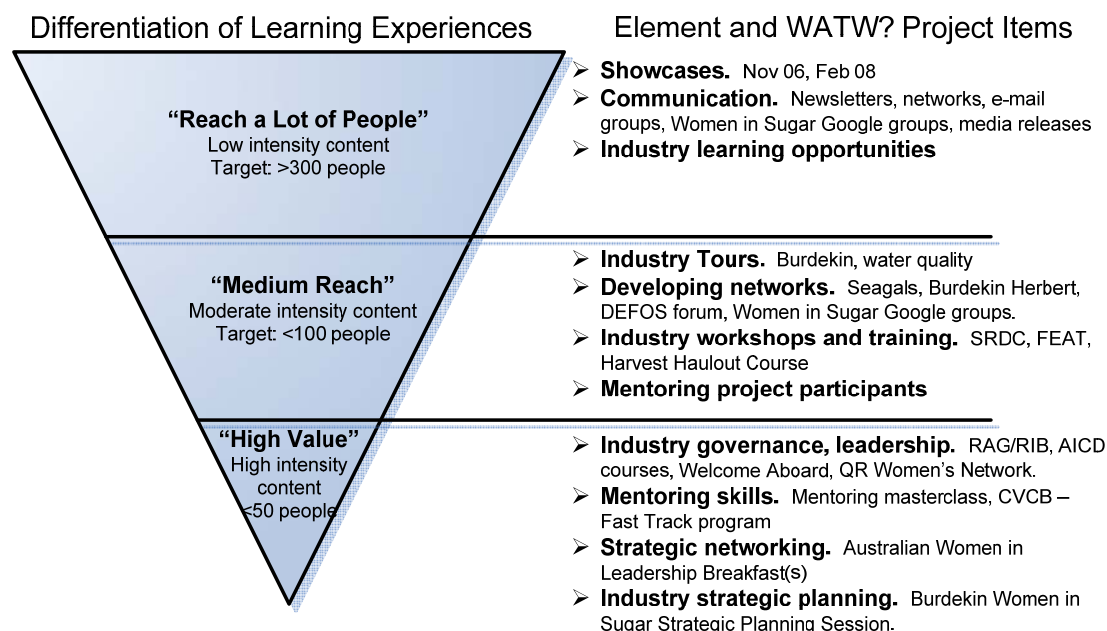 Differentiation of Learning Experiences
Element and WATW? Project Items
“Reach a Lot of People”
Low intensity content
Target: >300 people
➢ Showcases. Nov 06, Feb 08
➢ Communication. Newsletters, networks, e-mail
groups, Women in Sugar Google groups, media releases
➢ Industry learning opportunities
“Medium Reach”
Moderate intensity content
Target: <100 people
➢ Industry Tours. Burdekin, water quality
➢ Developing networks. Seagals, Burdekin Herbert,
DEFOS forum, Women in Sugar Google groups.
➢ Industry workshops and training. SRDC, FEAT,
Harvest Haulout Course
➢ Mentoring project participants
“High Value”
High intensity
content
<50 people
➢ Industry governance, leadership. RAG/RIB, AICD
courses, Welcome Aboard, QR Women’s Network.
➢ Mentoring skills. Mentoring masterclass, CVCB –
Fast Track program
➢ Strategic networking. Australian Women in
Leadership Breakfast(s)
➢ Industry strategic planning. Burdekin Women in
Sugar Strategic Planning Session.